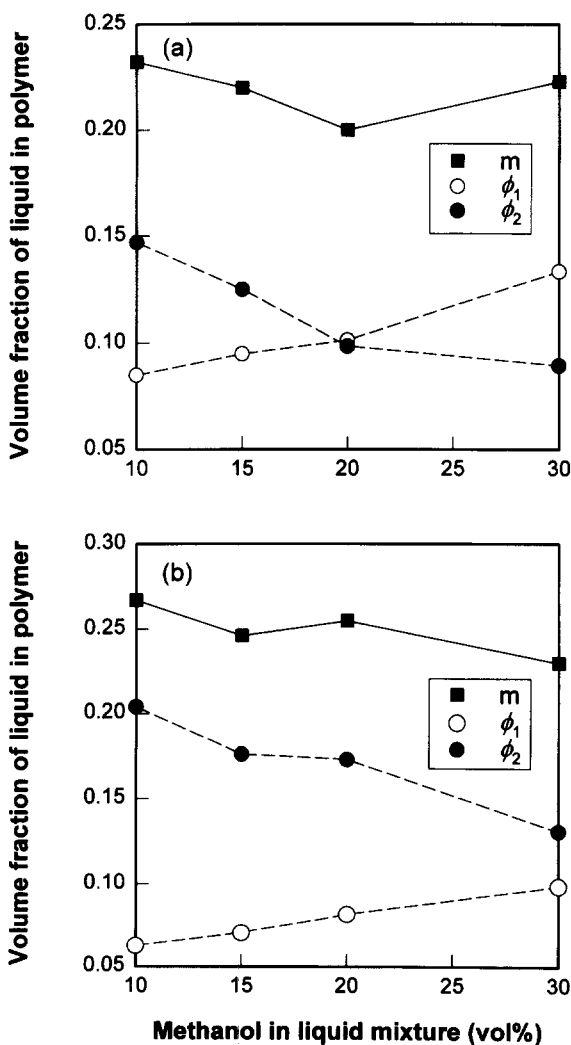 Volume fraction of liquid in polymer
0.25
(a)
0.20
m
ϕ1
ϕ2
0.15
0.10
0.05
10 15 20 25 30
Volume fraction of liquid in polymer
0.30
(b)
0.25
m
ϕ1
ϕ2
0.20
0.15
0.10
0.05
10 15 20 25 30
Methanol in liquid mixture (vol%)